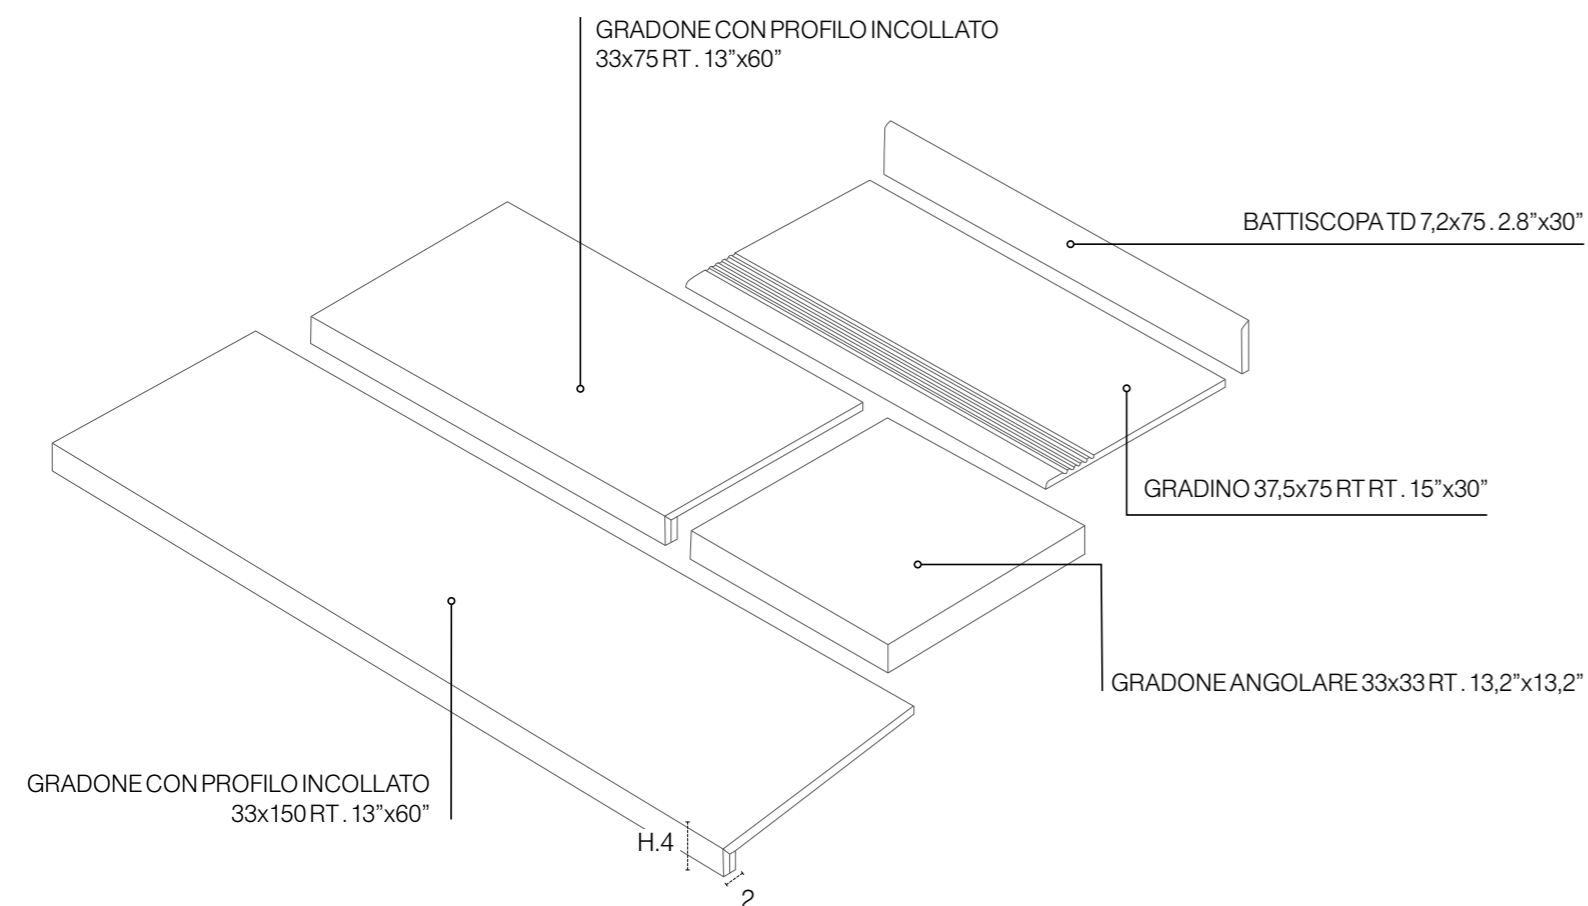 GRADONE CON PROFILO INCOLLATO
33x75 RT . 13”x60”
BATTISCOPA TD 7,2x75 . 2.8”x30”
GRADINO 37,5x75 RT RT . 15”x30”
GRADONE ANGOLARE 33x33 RT . 13,2”x13,2”
GRADONE CON PROFILO INCOLLATO
33x150 RT . 13”x60”
H.4
2